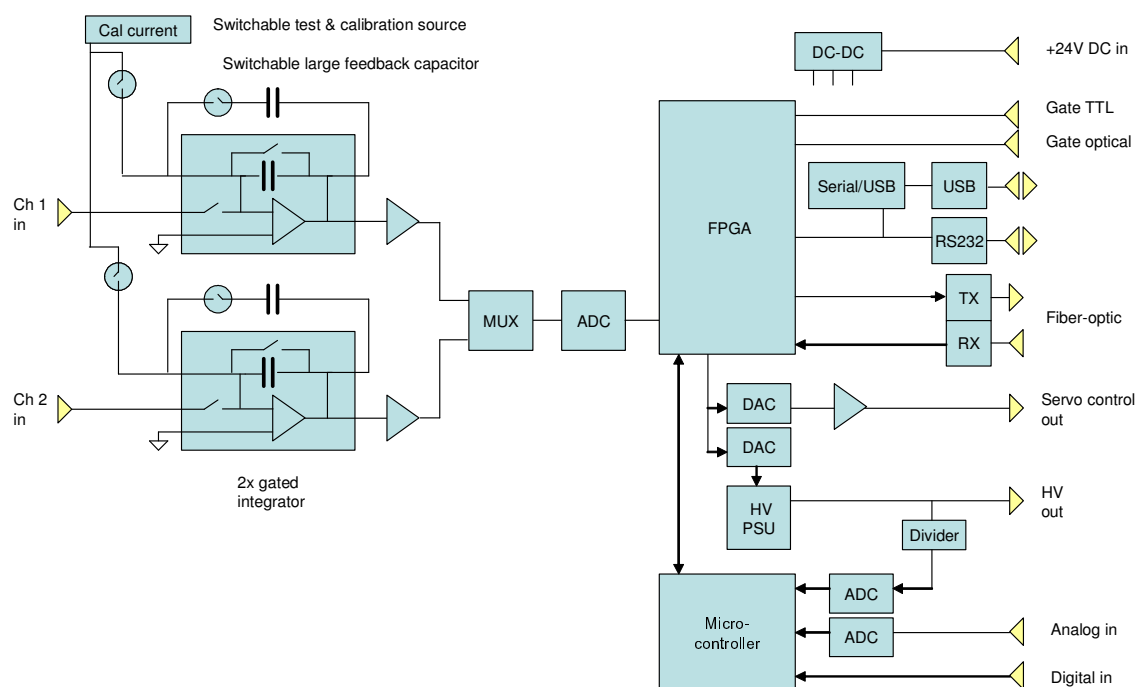 Cal current
Switchable test & calibration source
Switchable large feedback capacitor
DC-DC
+24V DC in
Gate TTL
Gate optical
Serial/USB
USB
Ch 1
in
FPGA
RS232
MUX
ADC
TX
Fiber-optic
RX
Ch 2
in
DAC
Servo control
out
DAC
2x gated
integrator
HV
PSU
HV
out
Divider
ADC
Micro-
controller
ADC
Analog in
Digital in